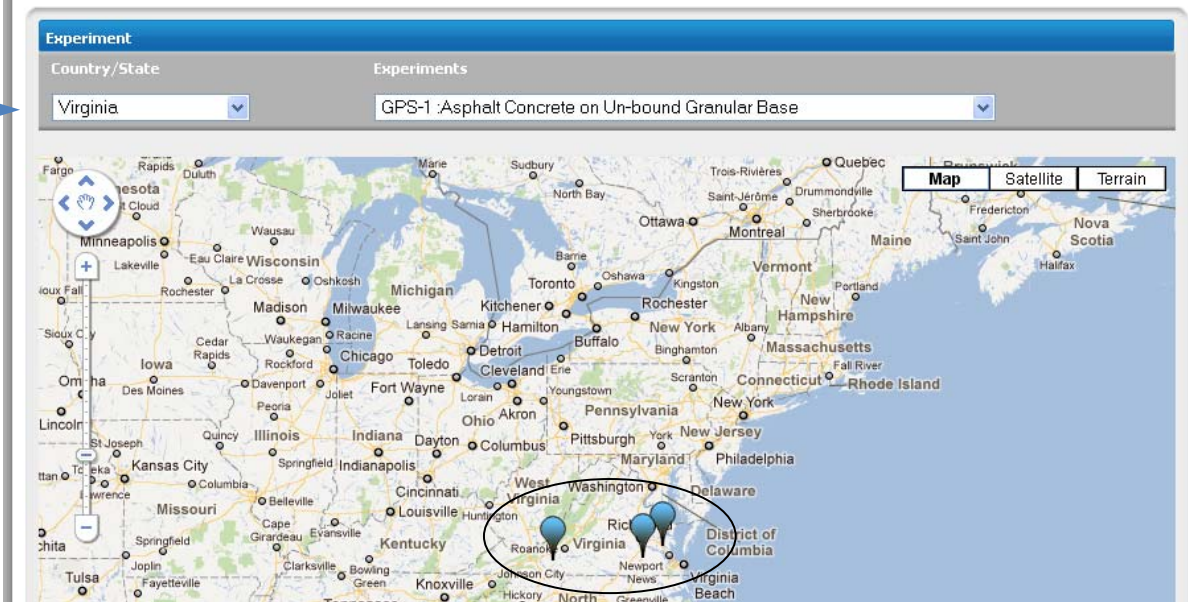 Experiment
Country/State Experiments
Virginia GPS-1 :Asphalt Concrete on Un-bound Granular Base
Map Satellite Terrain
Fargo
Rapids
Duluth
Marie
Sudbury
North Bay
Trois-Rivières
Quebec
Saint-Jérôme
Drummondville
Sherbrooke
Fredericton
Nova
Scotia
Ottawa
Montreal
Maine
Saint John
Halifax
Cloud
Wausau
Minneapolis
Eau Claire
Wisconsin
Lakeville
La Crosse
Oshkosh
Rochester
Michigan
Barrie
Toronto
Oshawa
Kingston
Vermont
Portland
New
Hampshire
Madison
Milwaukee
Kitchener
Rochester
Lansing
Sarnia
Hamilton
New York
Albany
Cedar
Rapids
Waukegan
Racine
Buffalo
Massachusetts
Iowa
Rockford
Chicago
Toledo
Detroit
Binghamton
Cleveland
Erie
Fall River
Omaha
Des Moines
Davenport
Joliet
Fort Wayne
Lorain
Youngstown
Scranton
Connecticut
Rhode Island
Lincoln
Peoria
Ohio
Akron
Pennsylvania
New York
St Joseph
Quincy
Illinois
Indiana
Dayton
Columbus
Pittsburgh
York
New Jersey
Kansas City
Springfield
Indianapolis
Maryland
Philadelphia
Columbia
Cincinnati
West
Virginia
Washington
Delaware
Missouri
Belleville
Louisville
Huntington
Cape
Girardeau
Evansville
Kentucky
Roanoke
Virginia
District of
Columbia
Springfield
Joplin
Clarksville
Bowling
Green
Johnson City
Newport
News
Virginia
Beach
Tulsa
Fayetteville
Knoxville
Hickory
North
Greenville